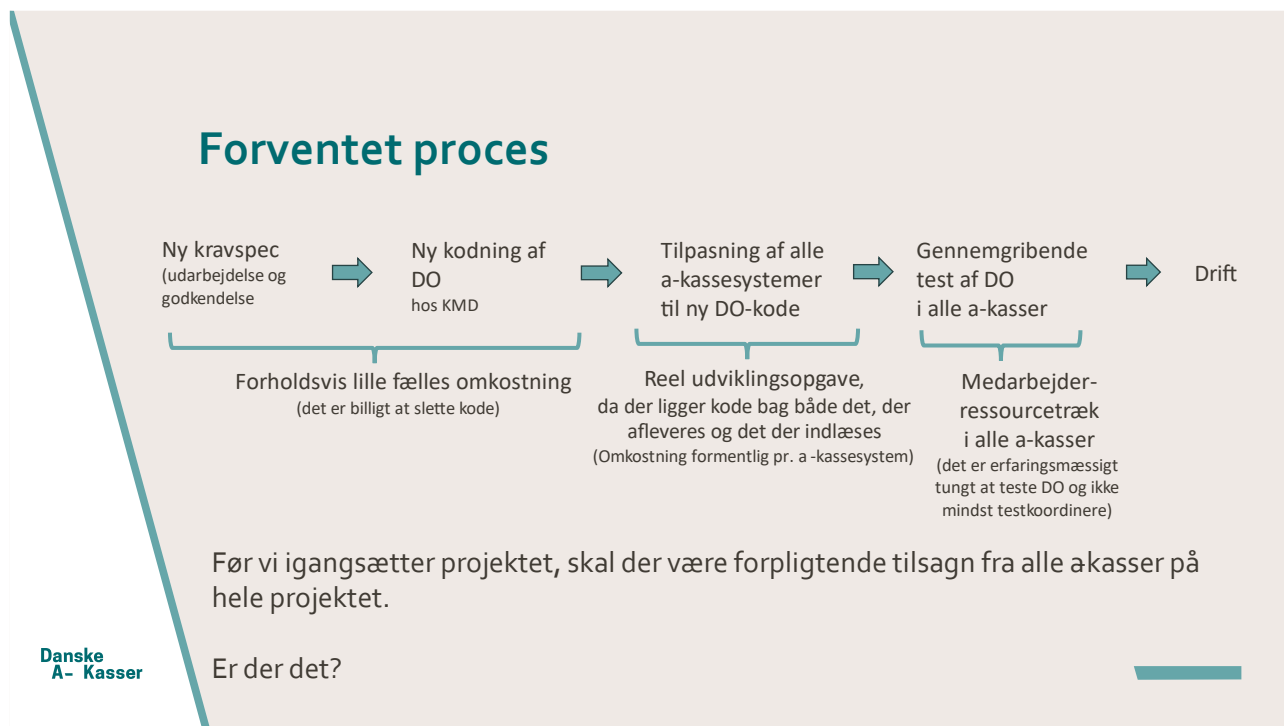 Forventet proces
Ny kravspec
(udarbejdelse og
godkendelse
Ny kodning af
DO
hos KMD
Tilpasning af alle
a-kassesystemer
til ny DO-kode
Gennemgribende
test af DO
i alle a-kasser
Drift
Forholdsvis lille fælles omkostning
(det er billigt at slette kode)
Reel udviklingsopgave,
da der ligger kode bag både det, der
afleveres og det der indlæses
(Omkostning formentlig pr. a -kassesystem)
Medarbejder-
ressourcetræk
i alle a-kasser
(det er erfaringsmæssigt
tungt at teste DO og ikke
mindst testkoordinere)
Før vi igangsætter projektet, skal der være forpligtende tilsagn fra alle a-kasser på
hele projektet.
Er der det?
Danske
A- Kasser